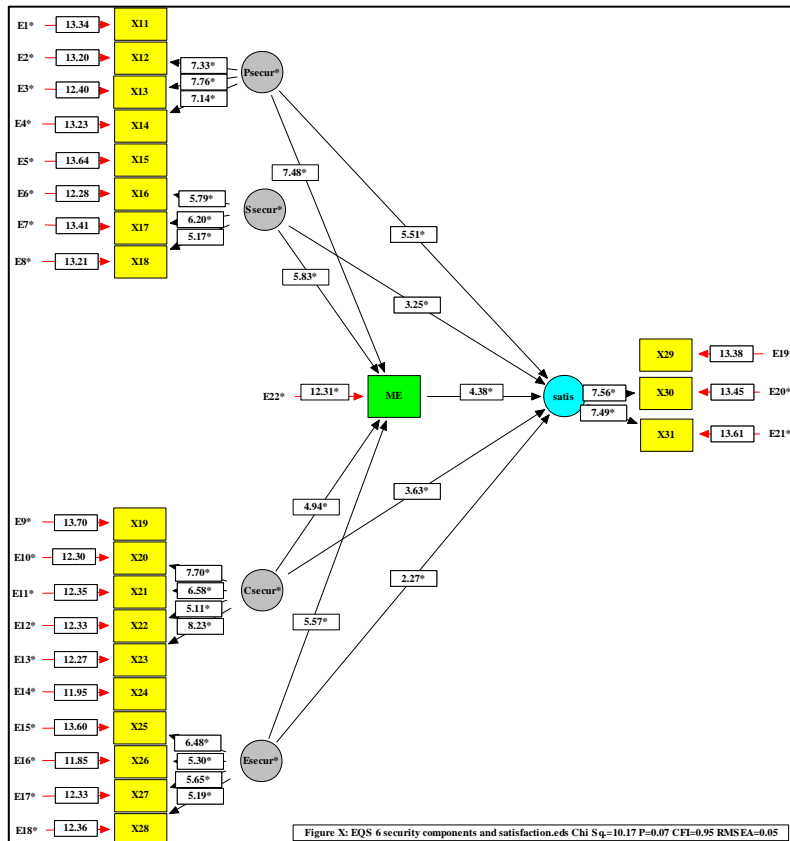 E1* 13.34 X11
E2* 13.20 X12
E3* 12.40 X13
E4* 13.23 X14
E5* 13.64 X15
E6* 12.28 X16
E7* 13.41 X17
E8* 13.21 X18
7.33*
7.76*
7.14*
Psecur*
5.79*
6.20*
5.17*
Ssecur*
7.48*
5.51*
5.83*
3.25*
E22* 12.31* ME 4.38* satis
7.56*
7.49*
X29 13.38 E19*
X30 13.45 E20*
X31 13.61 E21*
4.94*
3.63*
5.57*
2.27*
E9* 13.70 X19
E10* 12.30 X20
E11* 12.35 X21
E12* 12.33 X22
E13* 12.27 X23
E14* 11.95 X24
E15* 13.60 X25
E16* 11.85 X26
E17* 12.33 X27
E18* 12.36 X28
7.70*
6.58*
5.11*
8.23*
Csecur*
6.48*
5.30*
5.65*
5.19*
Esecur*
Figure X: EQS 6 security components and satisfaction.eds Chi Sq.=10.17 P=0.07 CFI=0.95 RMSEA=0.05